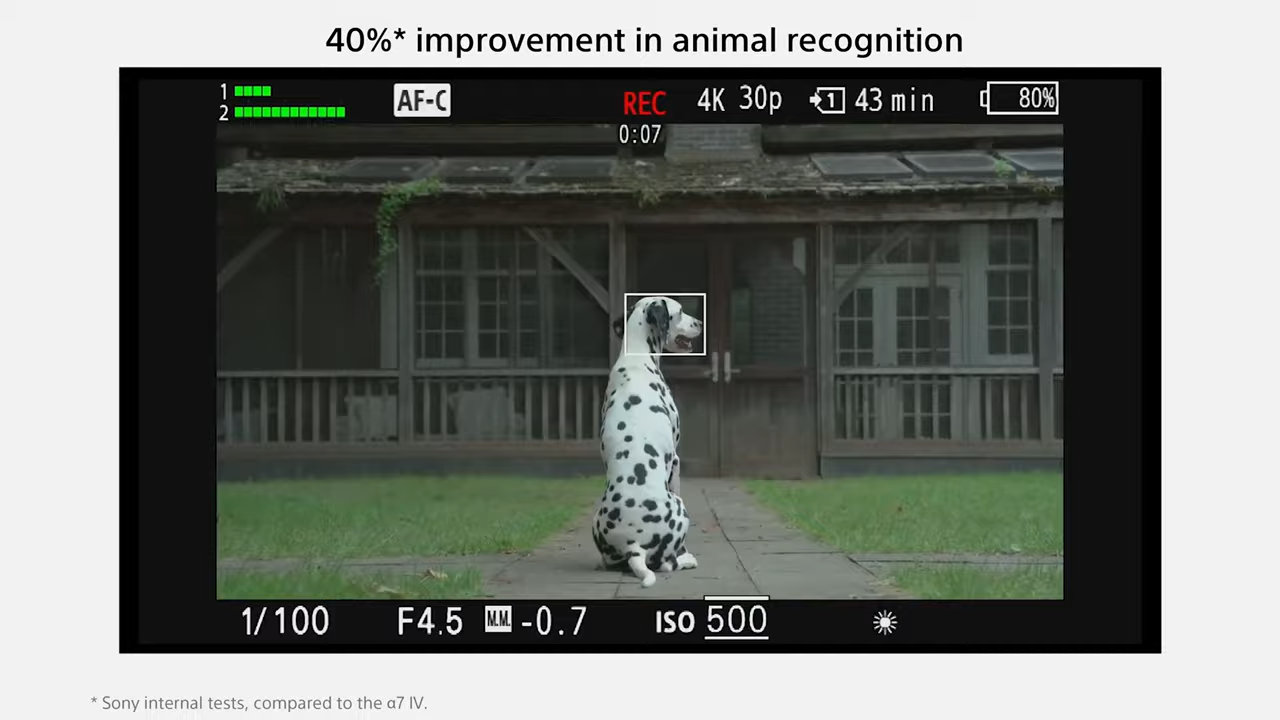 40%* improvement in animal recognition
1
2
AF-C
REC 4K 30p 1 43 min 80%
0:07
1/100 F4.5 M.M. -0.7 ISO 500
* Sony internal tests, compared to the α7 IV.